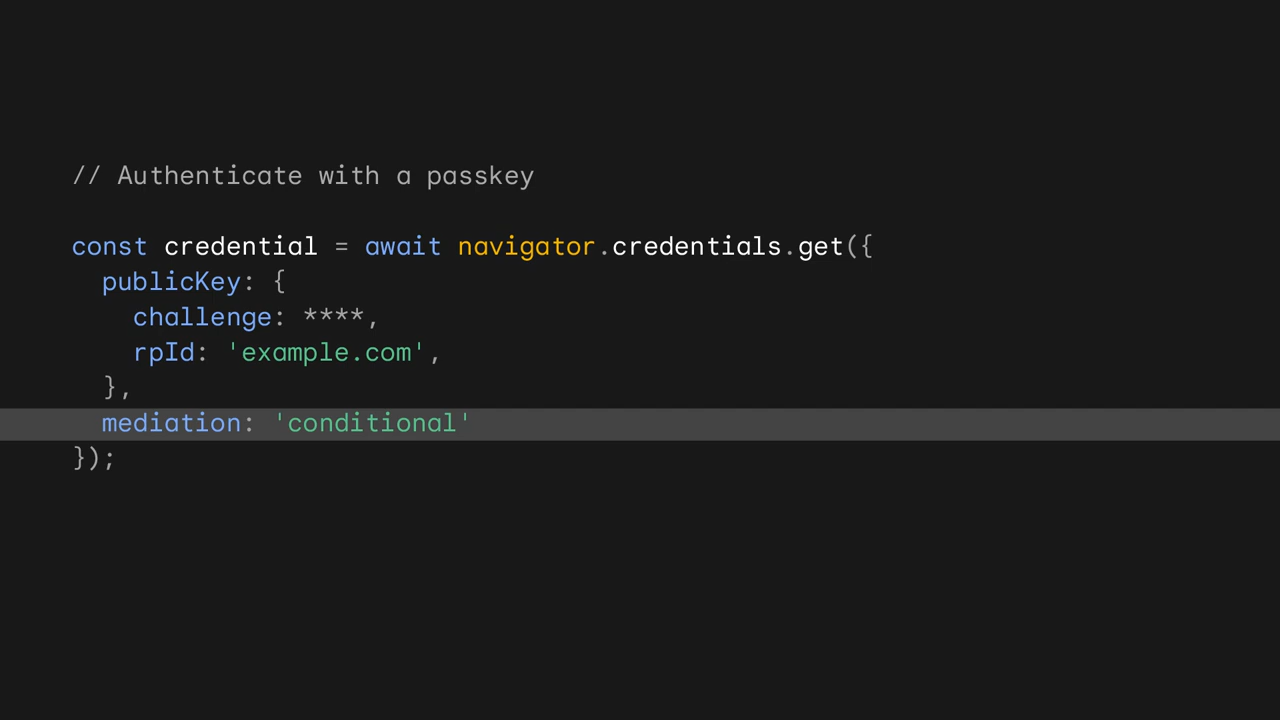 // Authenticate with a passkey
const credential = await navigator.credentials.get({
  publicKey: {
    challenge: ****,
    rpId: 'example.com',
  },
  mediation: 'conditional'
});